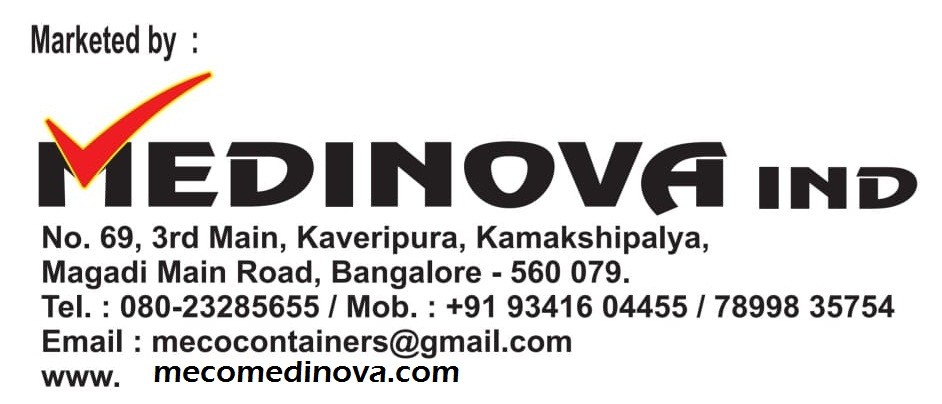 Marketed by :
MEDINOVA IND
No. 69, 3rd Main, Kaveripura, Kamakshipalya,
Magadi Main Road, Bangalore - 560 079.
Tel. : 080-23285655 / Mob. : +91 93416 04455 / 78998 35754
Email : mecocontainers@gmail.com
www. mecomedinova.com